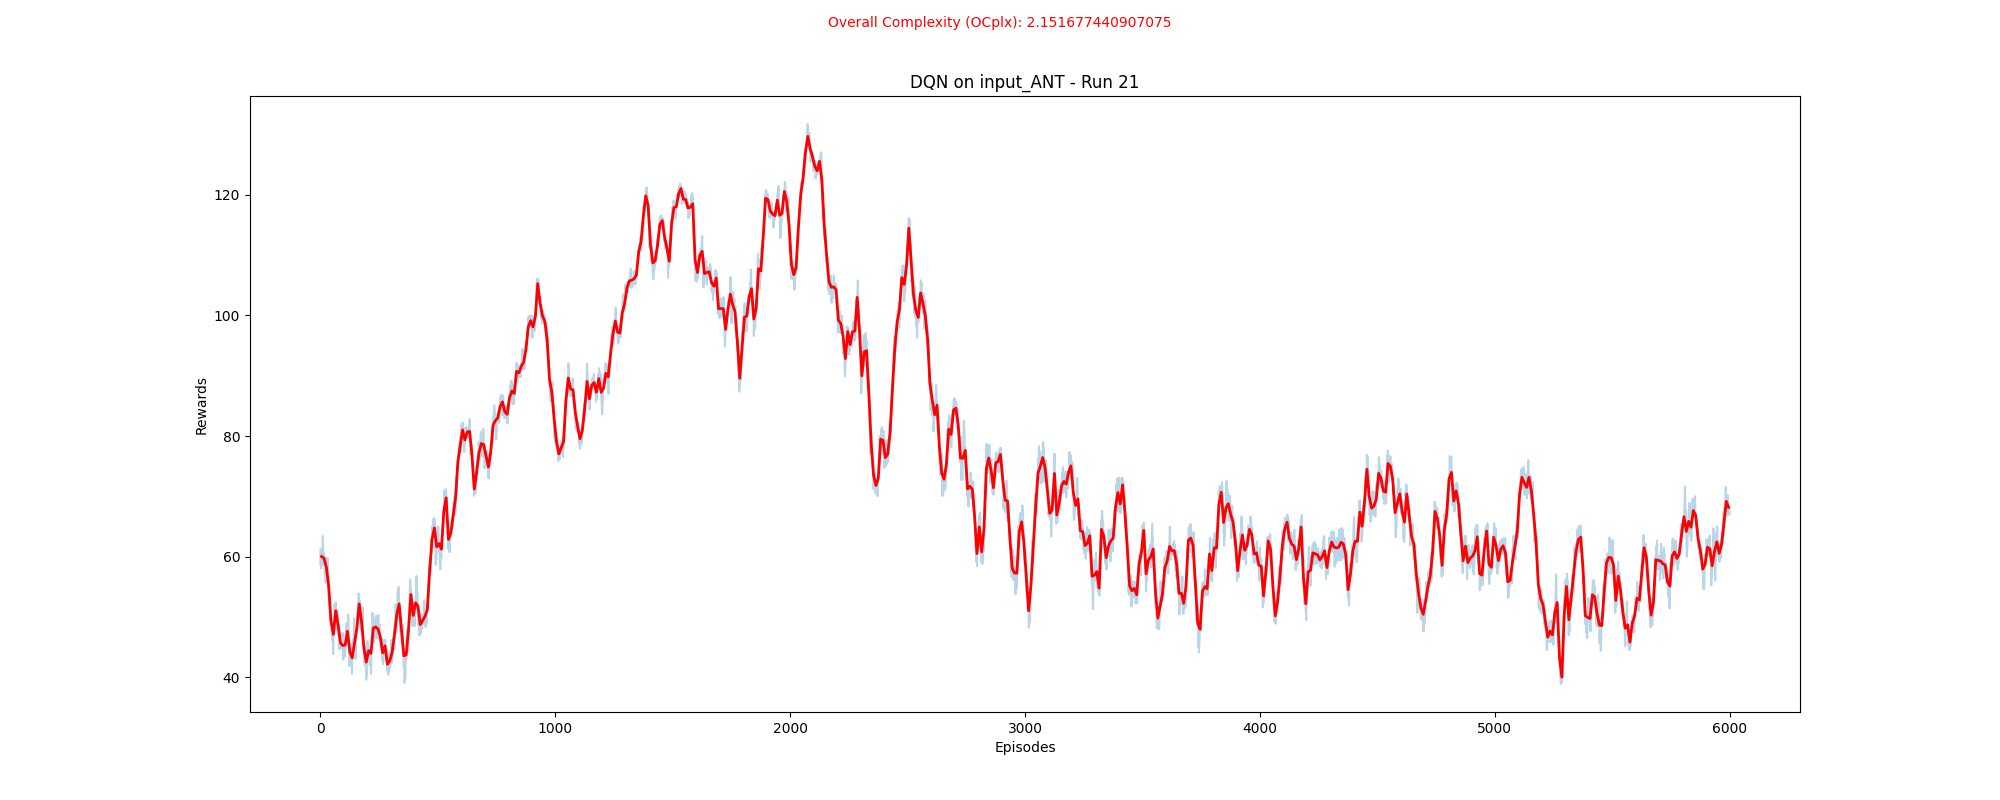 Overall Complexity (OCplx): 2.151677440907075
DQN on input_ANT - Run 21
Rewards
120
100
80
60
40
0 1000 2000 3000 4000 5000 6000
Episodes